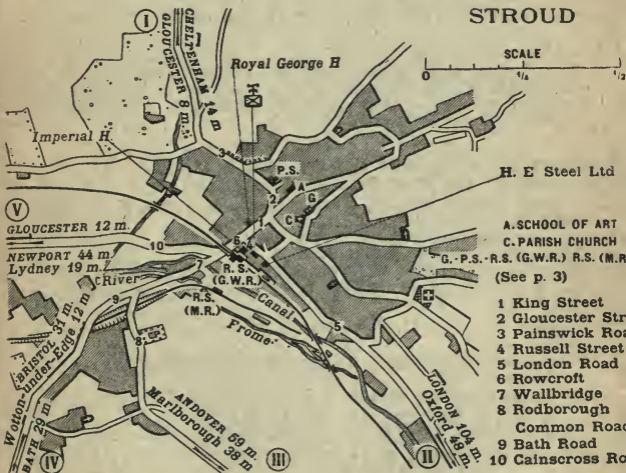 STROUD
SCALE
0 1/4 1/2
I
CHELTENHAM 14 m
GLOUCESTER 8 m.
Royal George H
Imperial H
3
P.S.
A
2
G
H. E Steel Ltd
1
C
V
GLOUCESTER 12 m.
10
6
4
NEWPORT 44 m
Lydney 19 m.
R.S.
(G.W.R.)
River
R.S.
(M.R.)
Canal
Frome
5
9
8
BRISTOL 31 m.
Wotton-under-Edge 12 m
BATH 29 m
ANDOVER 59 m.
Marlborough 38 m
LONDON 104 m.
Oxford 48 m.
IV
III
II
A.SCHOOL OF ART
C.PARISH CHURCH
G.-P.S.-R.S. (G.W.R.) R.S. (M.R
(See p. 3)
1 King Street
2 Gloucester Str
3 Painswick Roa
4 Russell Street
5 London Road
6 Rowcroft
7 Wallbridge
8 Rodborough
Common Road
9 Bath Road
10 Cainscross Ro